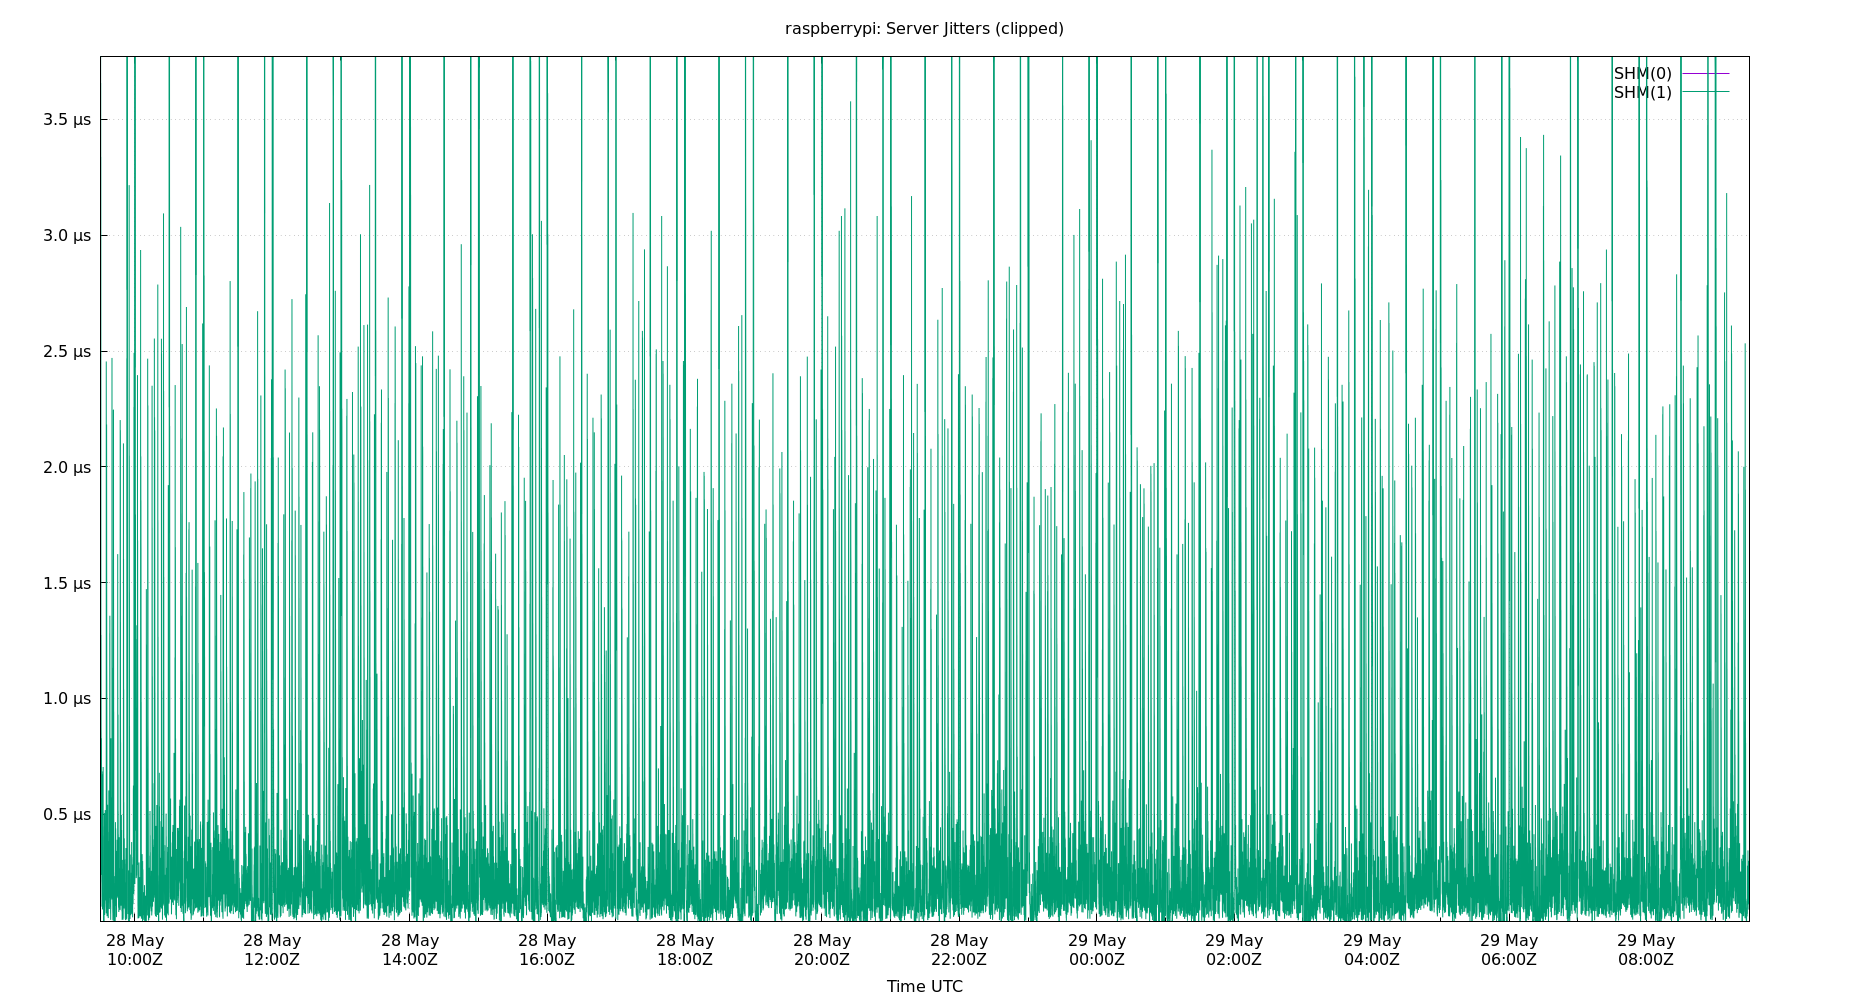 raspberrypi: Server Jitters (clipped)
SHM(0)
SHM(1)
3.5 µs
3.0 µs
2.5 µs
2.0 µs
1.5 µs
1.0 µs
0.5 µs
28 May 28 May 28 May 28 May 28 May 28 May 28 May 29 May 29 May 29 May 29 May 29 May
10:00Z 12:00Z 14:00Z 16:00Z 18:00Z 20:00Z 22:00Z 00:00Z 02:00Z 04:00Z 06:00Z 08:00Z
Time UTC